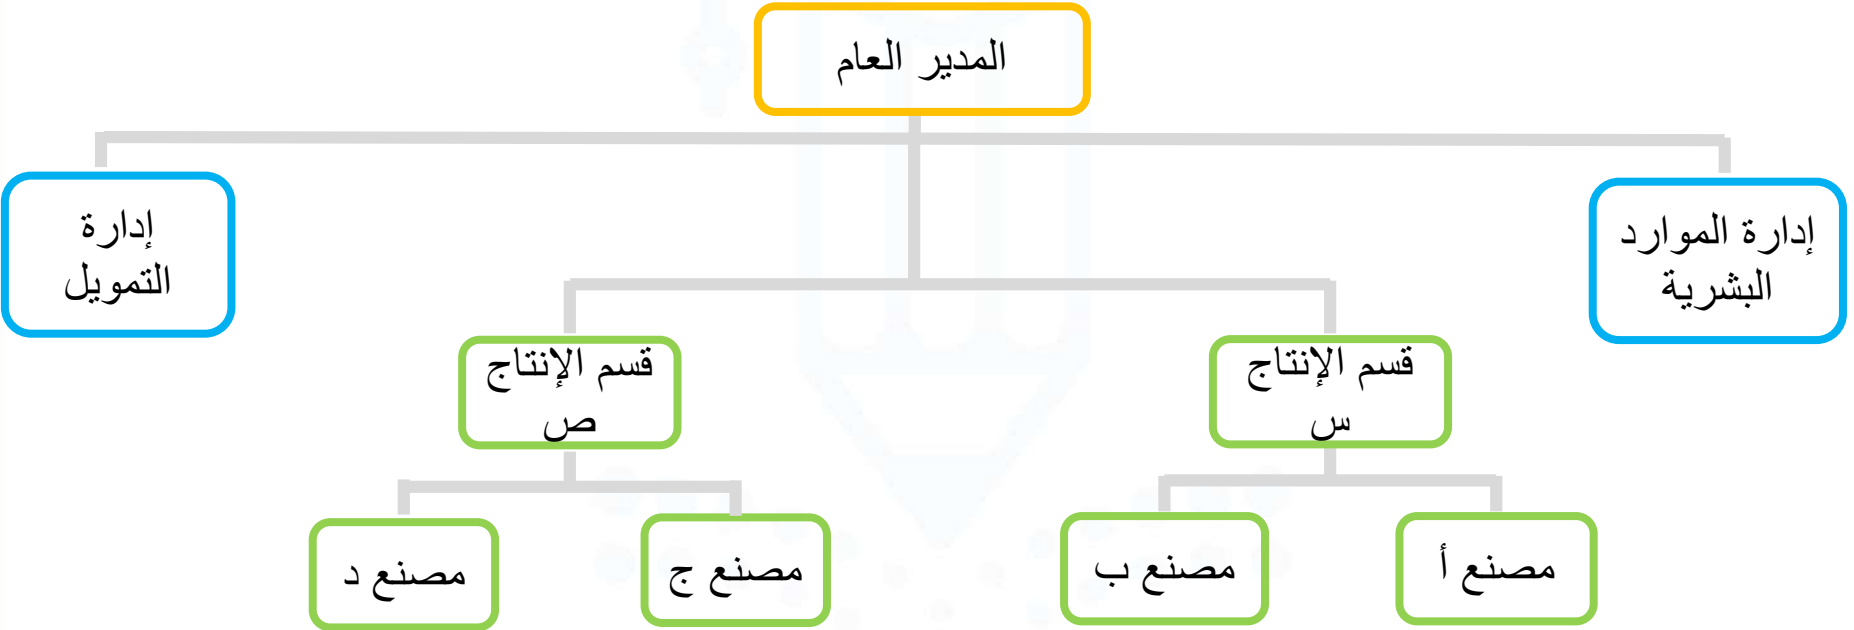 المدير العام
إدارة الموارد
البشرية
إدارة
التمويل
قسم الإنتاج
س
قسم الإنتاج
ص
مصنع أ
مصنع ب
مصنع ج
مصنع د